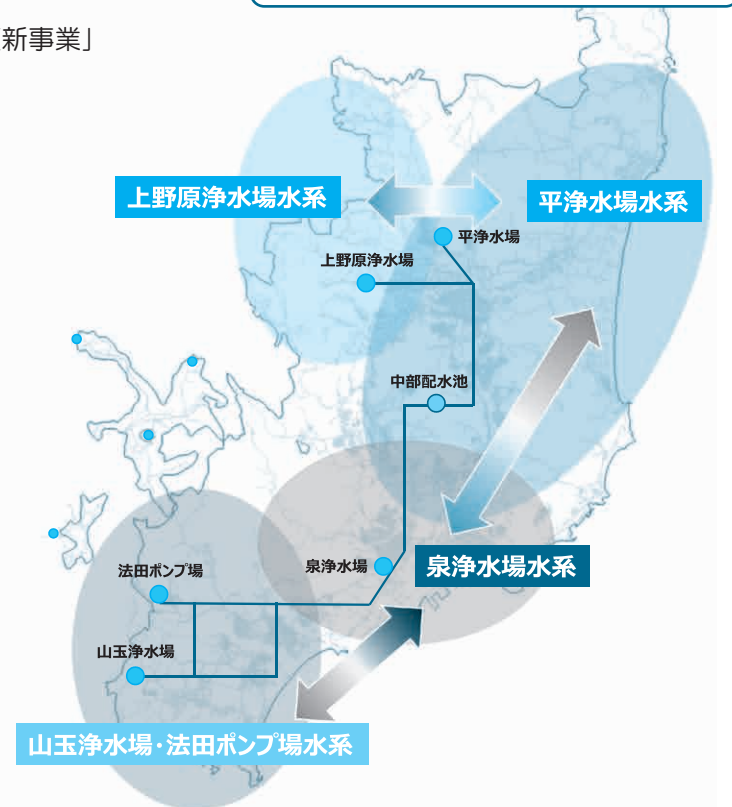 新事業」
上野原浄水場水系
平浄水場水系
平浄水場
上野原浄水場
中部配水池
泉浄水場
泉浄水場水系
法田ポンプ場
山玉浄水場
山玉浄水場・法田ポンプ場水系